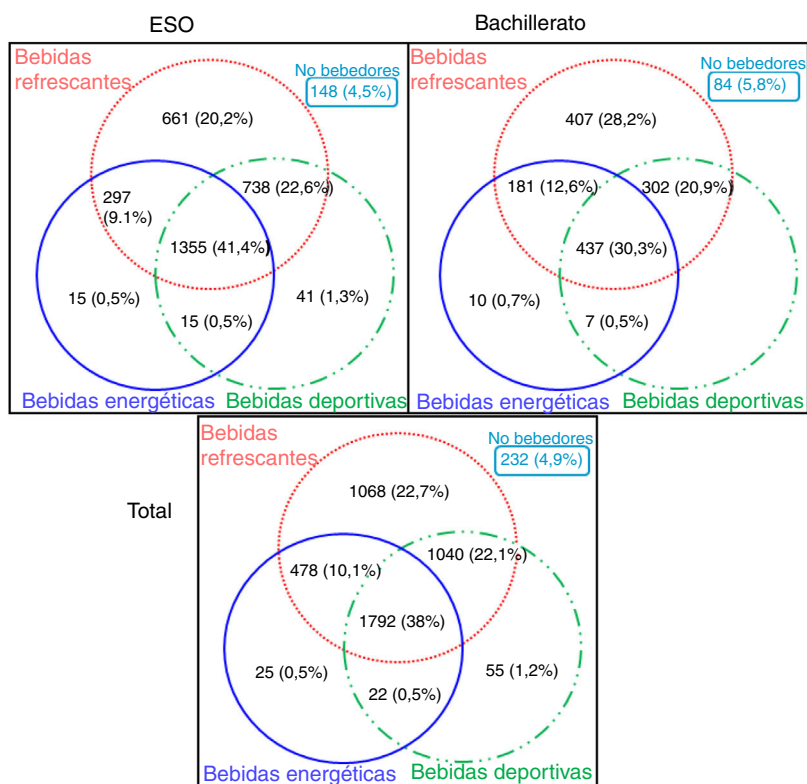 ESO
Bebidas
refrescantes
No bebedores
148 (4,5%)
661 (20,2%)
297
(9.1%)
738 (22,6%)
1355 (41,4%)
15 (0,5%)
41 (1,3%)
15 (0,5%)
Bebidas energéticas
Bebidas deportivas
Bachillerato
Bebidas
refrescantes
No bebedores
84 (5,8%)
407 (28,2%)
181 (12,6%)
302 (20,9%)
437 (30,3%)
10 (0,7%)
7 (0,5%)
Bebidas energéticas
Bebidas deportivas
Total
Bebidas
refrescantes
No bebedores
232 (4,9%)
1068 (22,7%)
478 (10,1%)
1040 (22,1%)
1792 (38%)
25 (0,5%)
55 (1,2%)
22 (0,5%)
Bebidas energéticas
Bebidas deportivas